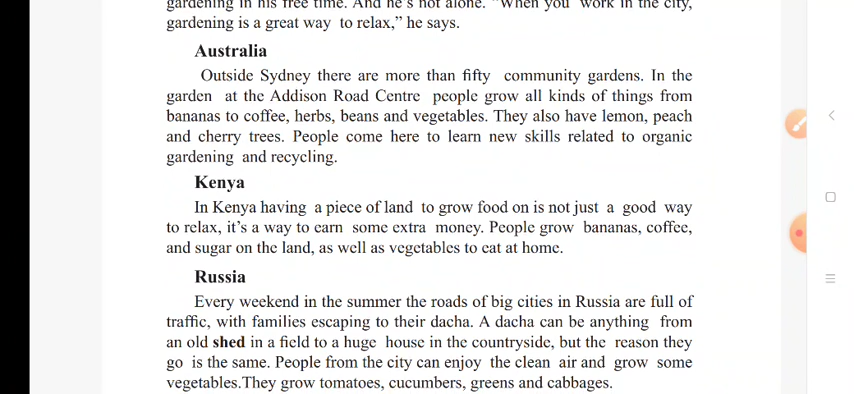 gardening in his free time. And he's not alone. "When you work in the city,
gardening is a great way to relax," he says.
Australia
Outside Sydney there are more than fifty community gardens. In the
garden at the Addison Road Centre people grow all kinds of things from
bananas to coffee, herbs, beans and vegetables. They also have lemon, peach
and cherry trees. People come here to learn new skills related to organic
gardening and recycling.
Kenya
In Kenya having a piece of land to grow food on is not just a good way
to relax, it's a way to earn some extra money. People grow bananas, coffee,
and sugar on the land, as well as vegetables to eat at home.
Russia
Every weekend in the summer the roads of big cities in Russia are full of
traffic, with families escaping to their dacha. A dacha can be anything from
an old shed in a field to a huge house in the countryside, but the reason they
go is the same. People from the city can enjoy the clean air and grow some
vegetables.They grow tomatoes, cucumbers, greens and cabbages.